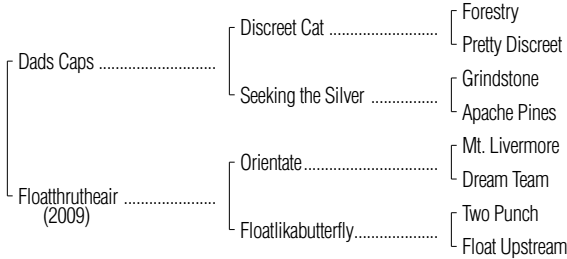 Forestry
Discreet Cat ....................
Pretty Discreet
Dads Caps ......................
Grindstone
Seeking the Silver .............
Apache Pines
Mt. Livermore
Orientate.........................
Dream Team
Floatthrutheair .................
(2009)
Two Punch
Floatlikabutterfly................
Float Upstream